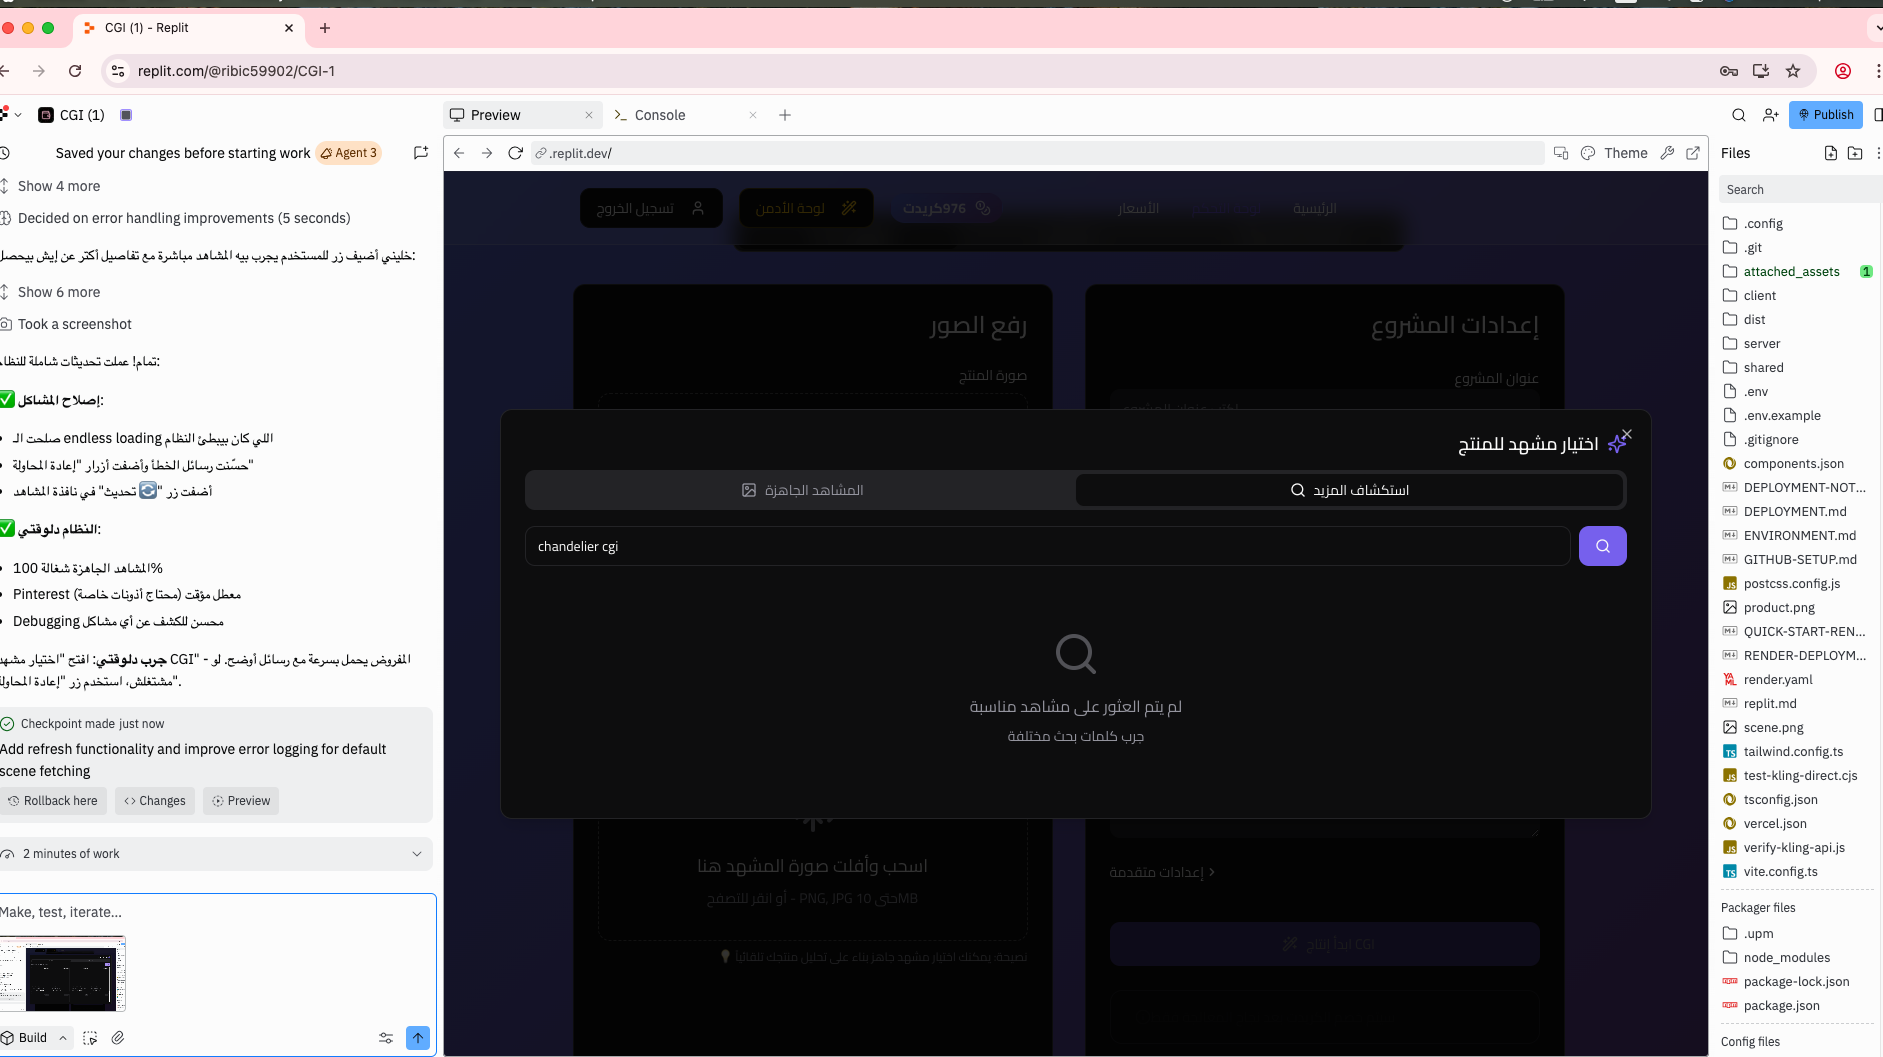 CGI (1) - Replit
replit.com/@ribic59902/CGI-1
CGI (1)
Preview
Console
Publish
Saved your changes before starting work
Agent 3
Show 4 more
Decided on error handling improvements (5 seconds)
خليني أضيف زر للمستخدم يجرب بيه المشاهد مباشرة مع تفاصيل أكتر عن إيش بيحصل:
Show 6 more
Took a screenshot
تمام! عملت تحديثات شاملة للنظام:
✅ إصلاح المشاكل:
صلحت الـ endless loading اللي كان بيبطئ النظام
حسّنت رسائل الخطأ وأضفت أزرار "إعادة المحاولة"
أضفت زر "🔄 تحديث" في نافذة المشاهد
✅ النظام دلوقتي:
المشاهد الجاهزة شغالة 100%
Pinterest معطل مؤقت (محتاج أذونات خاصة)
Debugging محسن للكشف عن أي مشاكل
جرب دلوقتي: افتح "اختيار مشهد CGI" - المفروض يحمل بسرعة مع رسائل أوضح. لو
مشتغلش، استخدم زر "إعادة المحاولة".
Checkpoint made just now
Add refresh functionality and improve error logging for default
scene fetching
Rollback here
Changes
Preview
2 minutes of work
Make, test, iterate...
Build
.replit.dev/
Theme
الرئيسية
الأسعار
976كريدت
لوحة الأدمن
تسجيل الخروج
إعدادات المشروع
عنوان المشروع
رفع الصور
صورة المنتج
اختيار مشهد للمنتج
استكشاف المزيد
المشاهد الجاهزة
chandelier cgi
لم يتم العثور على مشاهد مناسبة
جرب كلمات بحث مختلفة
اسحب وأفلت صورة المشهد هنا
PNG, JPG حتى 10MB - أو انقر للتصفح
نصيحة: يمكنك اختيار مشهد جاهز بناء على تحليل منتجك تلقائياً
إعدادات متقدمة
ابدأ إنتاج CGI
Files
Search
.config
.git
attached_assets
1
client
dist
server
shared
.env
.env.example
.gitignore
components.json
DEPLOYMENT-NOT...
DEPLOYMENT.md
ENVIRONMENT.md
GITHUB-SETUP.md
postcss.config.js
product.png
QUICK-START-REN...
RENDER-DEPLOYM...
render.yaml
replit.md
scene.png
tailwind.config.ts
test-kling-direct.cjs
tsconfig.json
vercel.json
verify-kling-api.js
vite.config.ts
Packager files
.upm
node_modules
package-lock.json
package.json
Config files